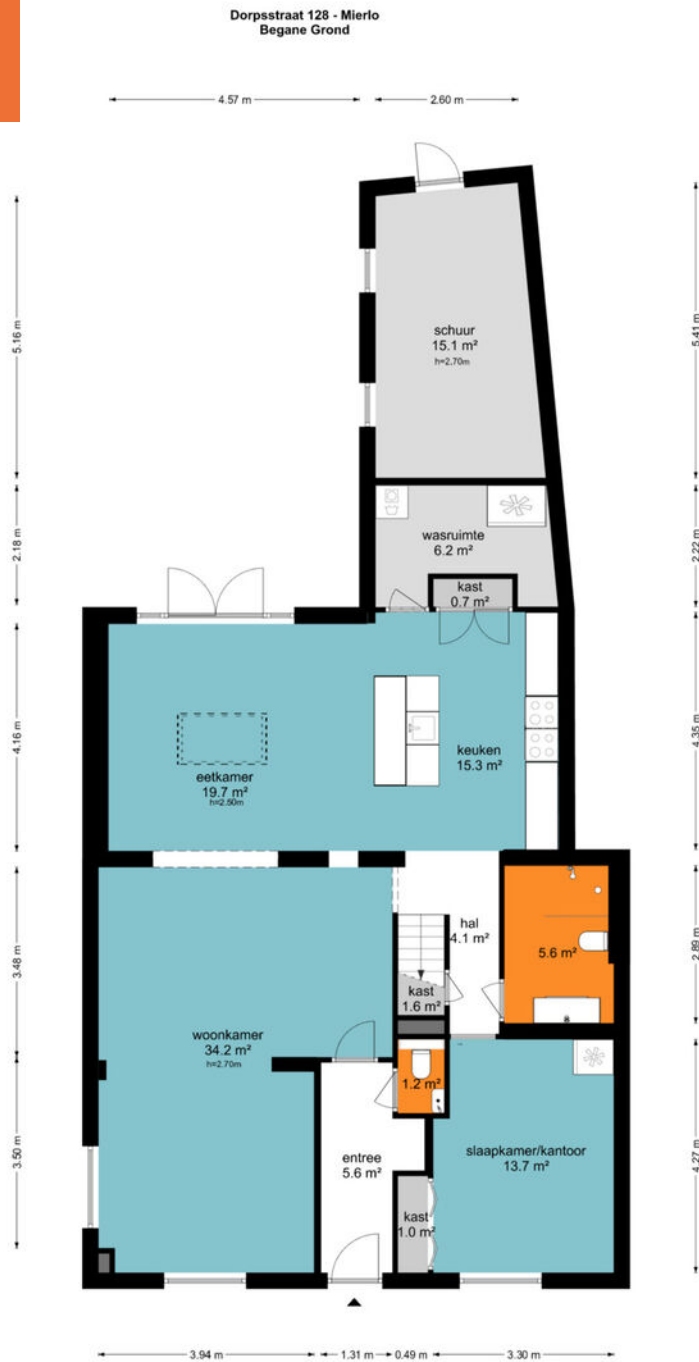 Dorpsstraat 128 - Mierlo
Begane Grond
4.57 m
2.60 m
5.16 m
5.41 m
schuur
15.1 m²
h=2.70m
2.18 m
2.22 m
wasruimte
6.2 m²
kast
0.7 m²
4.16 m
4.35 m
keuken
15.3 m²
eetkamer
19.7 m²
h=2.50m
3.48 m
2.89 m
hal
4.1 m²
5.6 m²
kast
1.6 m²
woonkamer
34.2 m²
h=2.70m
1.2 m²
3.50 m
4.27 m
entree
5.6 m²
slaapkamer/kantoor
13.7 m²
kast
1.0 m²
3.94 m
1.31 m
0.49 m
3.30 m